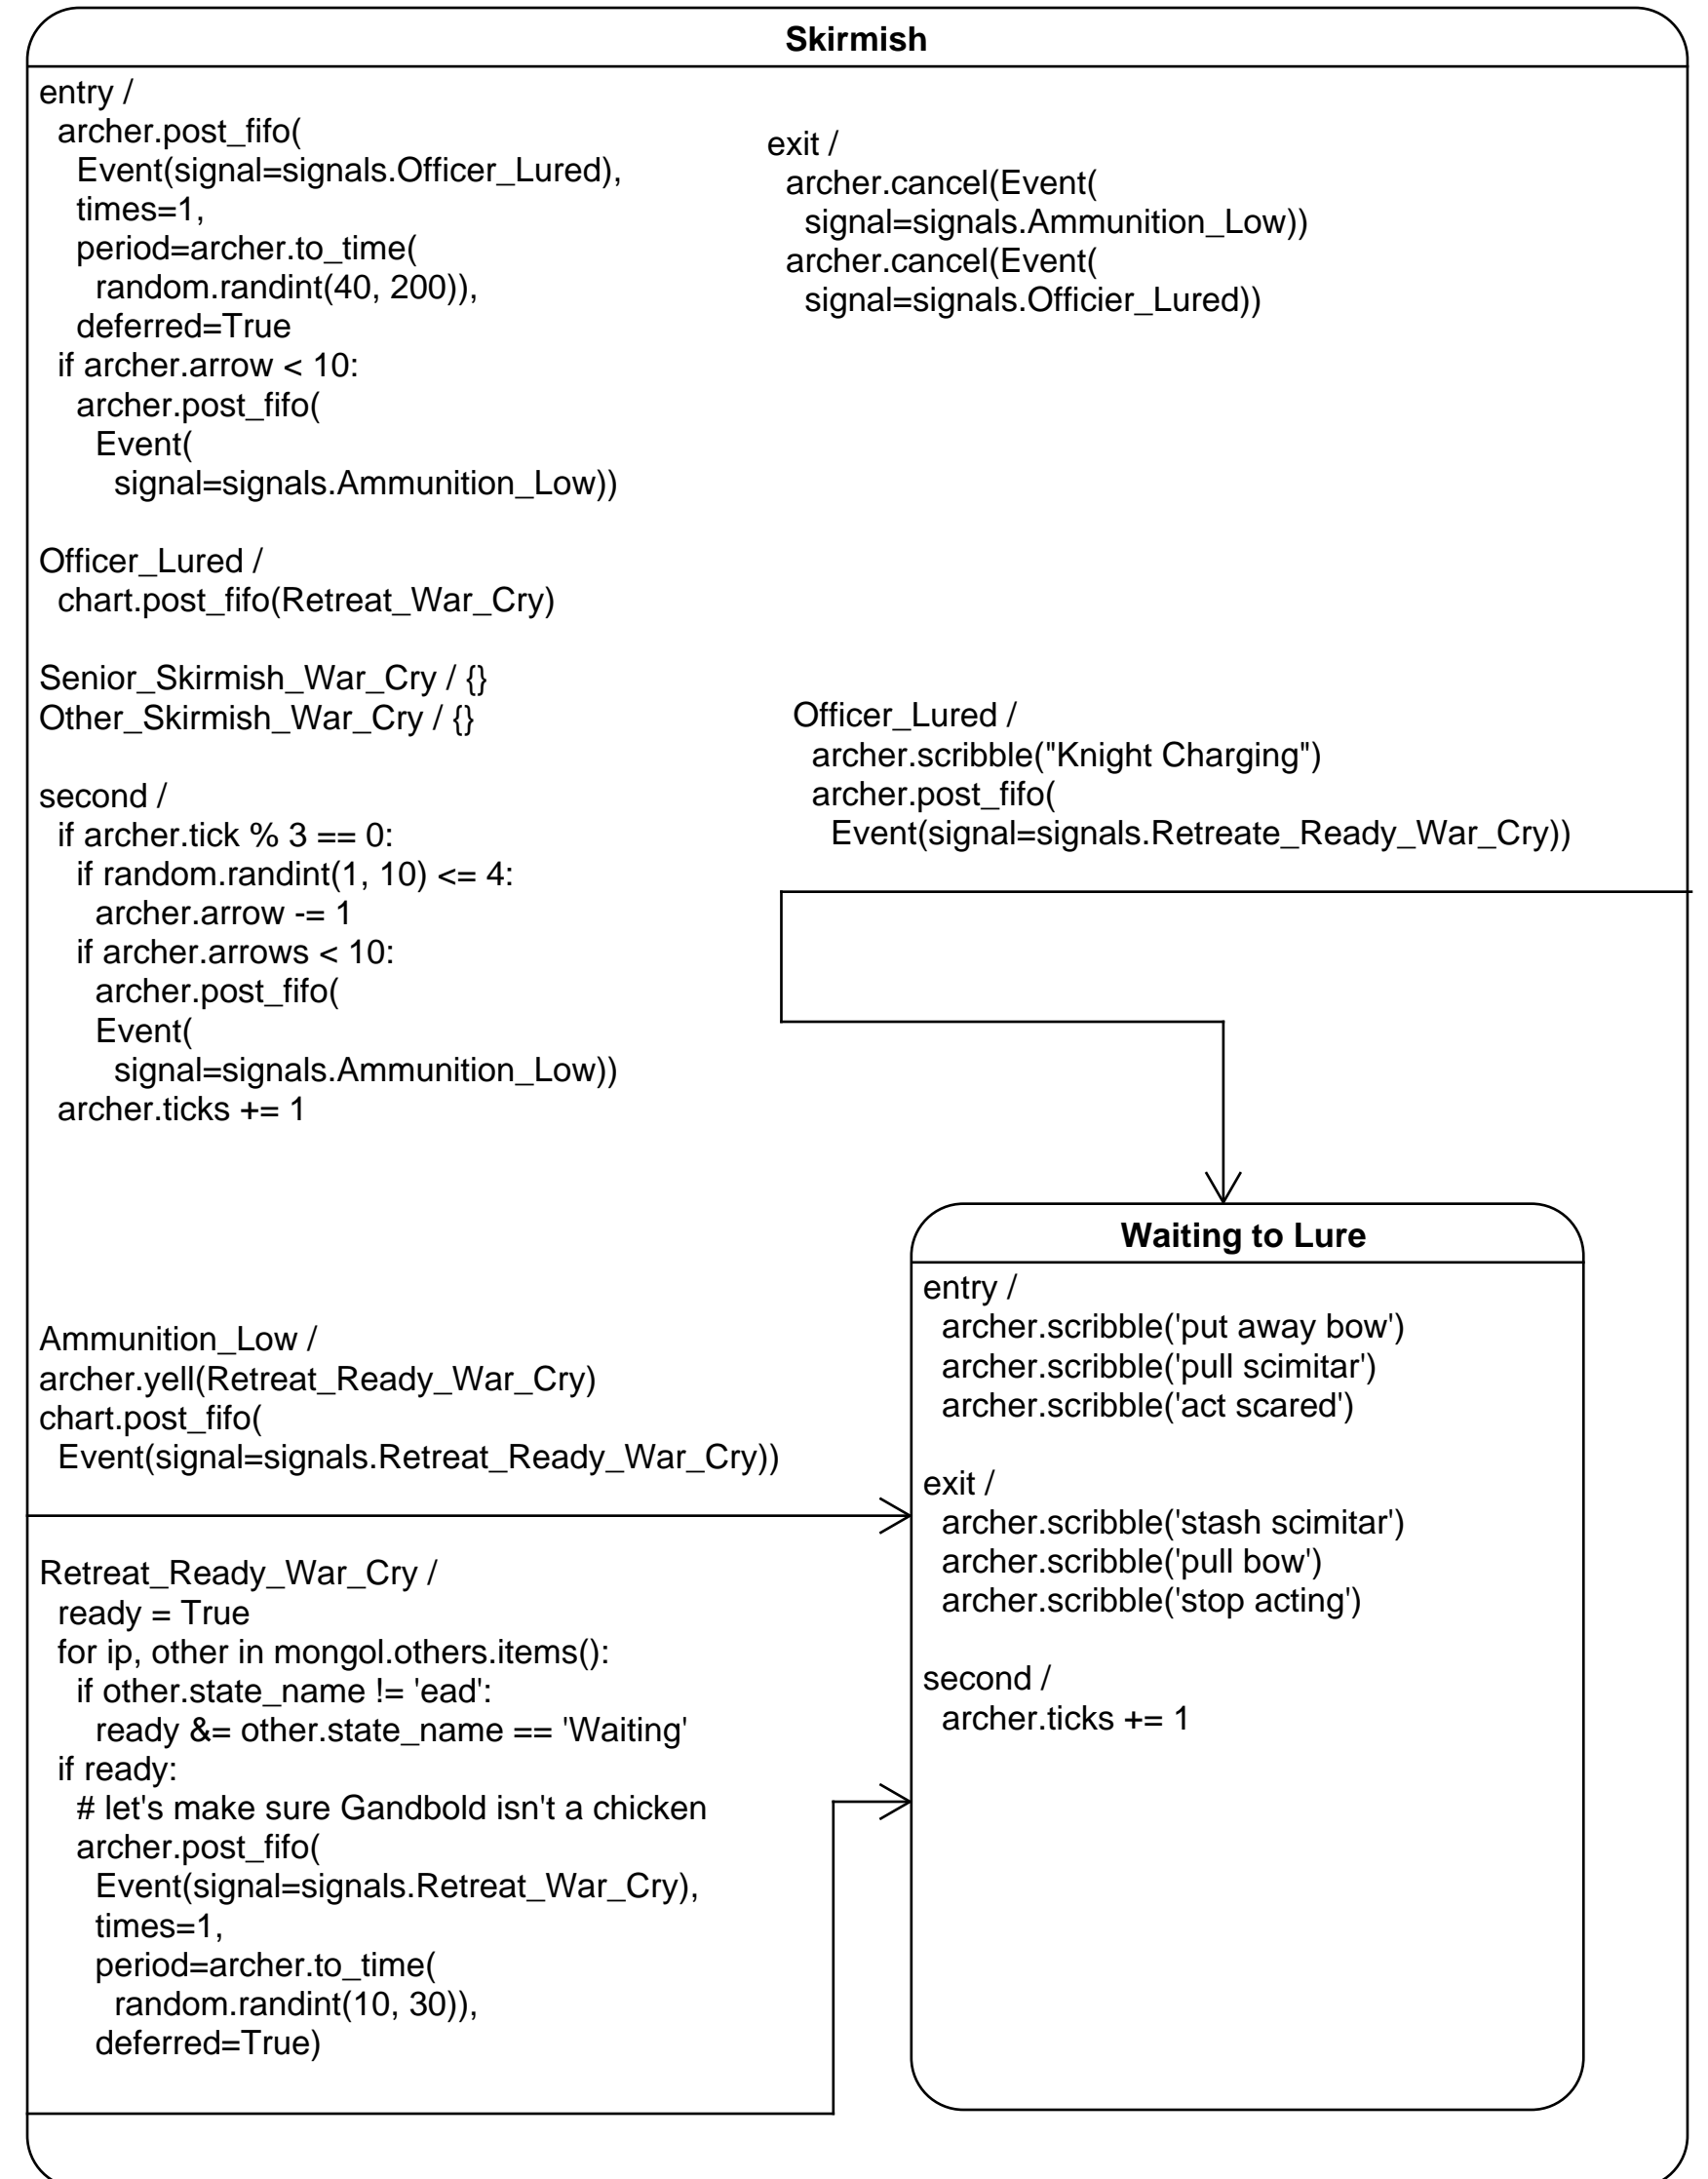 Skirmish
entry /
archer.post_fifo(
Event(signal=signals.Officer_Lured),
times=1,
period=archer.to_time(
random.randint(40, 200)),
deferred=True
if archer.arrow < 10:
archer.post_fifo(
Event(
signal=signals.Ammunition_Low))
exit /
archer.cancel(Event(
signal=signals.Ammunition_Low))
archer.cancel(Event(
signal=signals.Officier_Lured))
Officer_Lured /
chart.post_fifo(Retreat_War_Cry)
Senior_Skirmish_War_Cry / {}
Other_Skirmish_War_Cry / {}
second /
if archer.tick % 3 == 0:
if random.randint(1, 10) <= 4:
archer.arrow -= 1
if archer.arrows < 10:
archer.post_fifo(
Event(
signal=signals.Ammunition_Low))
archer.ticks += 1
Officer_Lured /
archer.scribble("Knight Charging")
archer.post_fifo(
Event(signal=signals.Retreate_Ready_War_Cry))
Ammunition_Low /
archer.yell(Retreat_Ready_War_Cry)
chart.post_fifo(
Event(signal=signals.Retreat_Ready_War_Cry))
Retreat_Ready_War_Cry /
ready = True
for ip, other in mongol.others.items():
if other.state_name != 'ead':
ready &= other.state_name == 'Waiting'
if ready:
# let's make sure Gandbold isn't a chicken
archer.post_fifo(
Event(signal=signals.Retreat_War_Cry),
times=1,
period=archer.to_time(
random.randint(10, 30)),
deferred=True)
Waiting to Lure
entry /
archer.scribble('put away bow')
archer.scribble('pull scimitar')
archer.scribble('act scared')
exit /
archer.scribble('stash scimitar')
archer.scribble('pull bow')
archer.scribble('stop acting')
second /
archer.ticks += 1